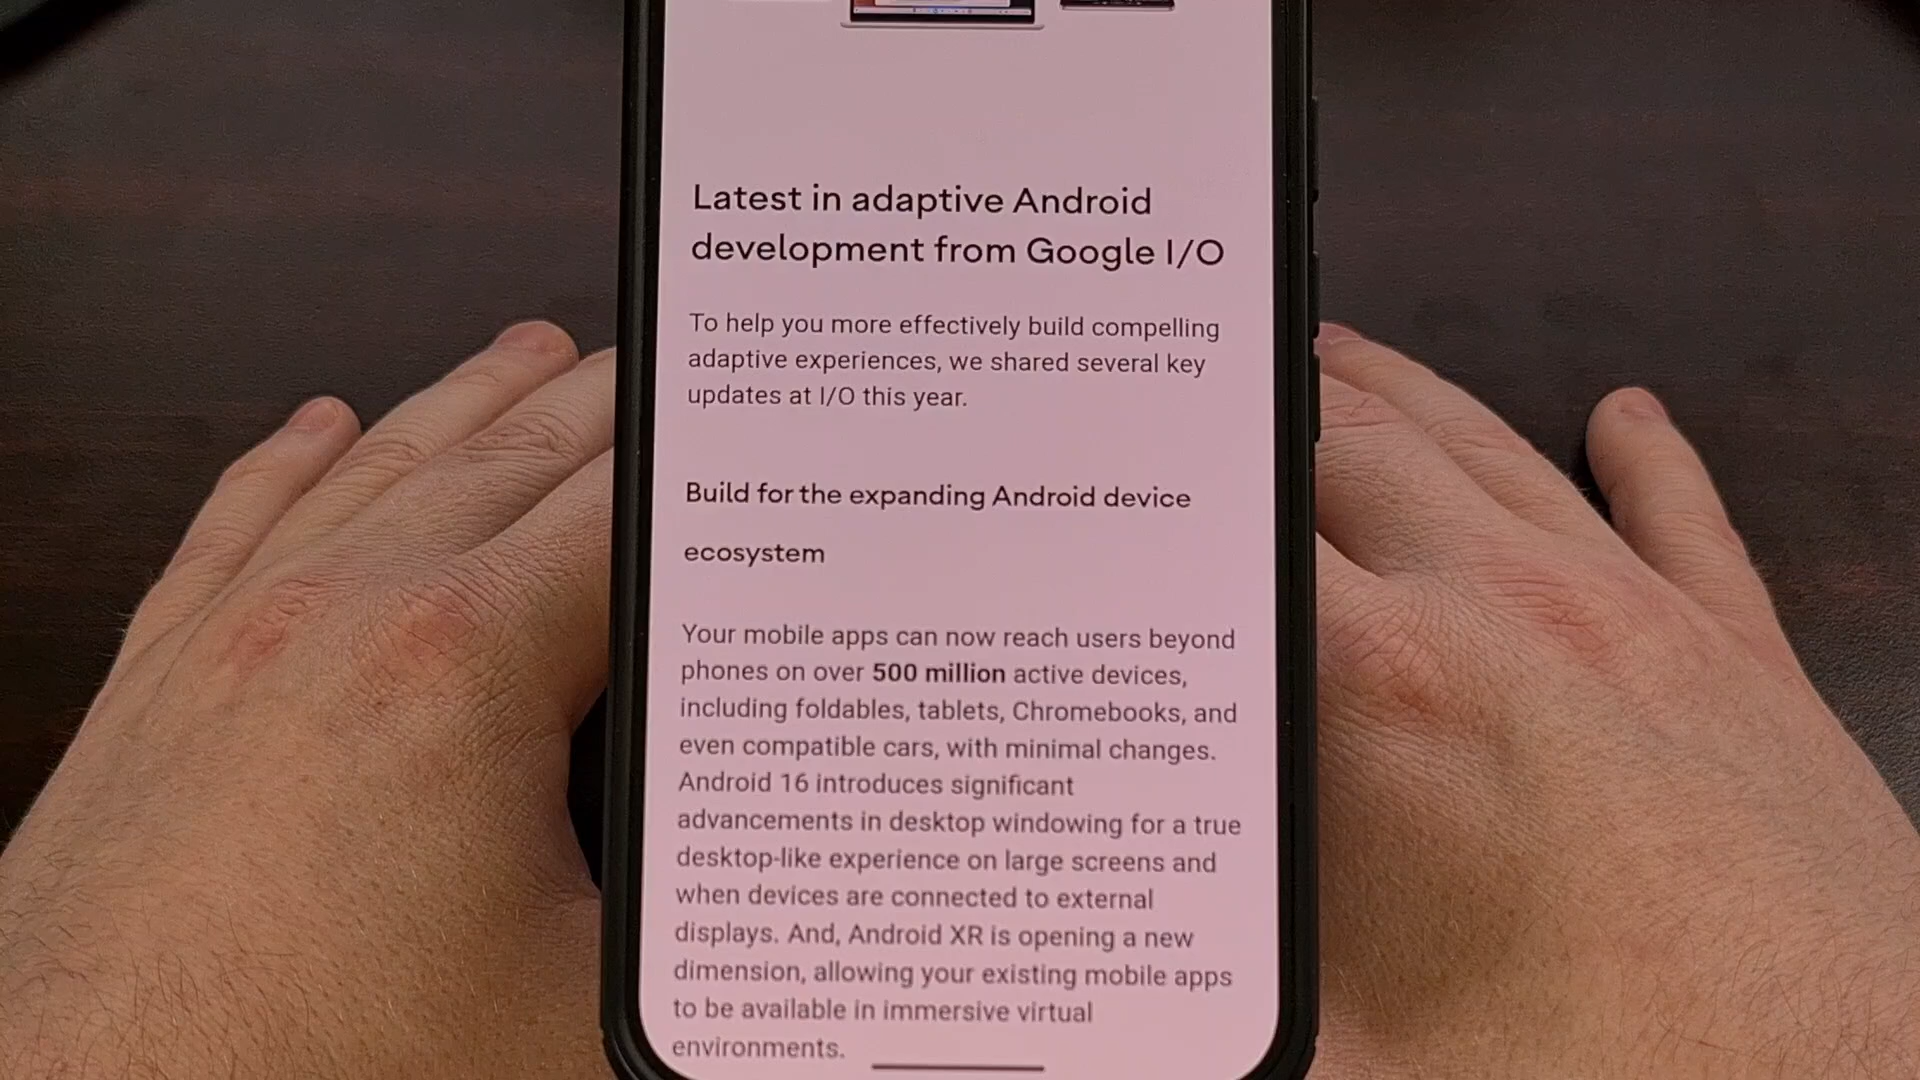 Latest in adaptive Android
development from Google I/O
To help you more effectively build compelling
adaptive experiences, we shared several key
updates at I/O this year.
Build for the expanding Android device
ecosystem
Your mobile apps can now reach users beyond
phones on over 500 million active devices,
including foldables, tablets, Chromebooks, and
even compatible cars, with minimal changes.
Android 16 introduces significant
advancements in desktop windowing for a true
desktop-like experience on large screens and
when devices are connected to external
displays. And, Android XR is opening a new
dimension, allowing your existing mobile apps
to be available in immersive virtual
environments.